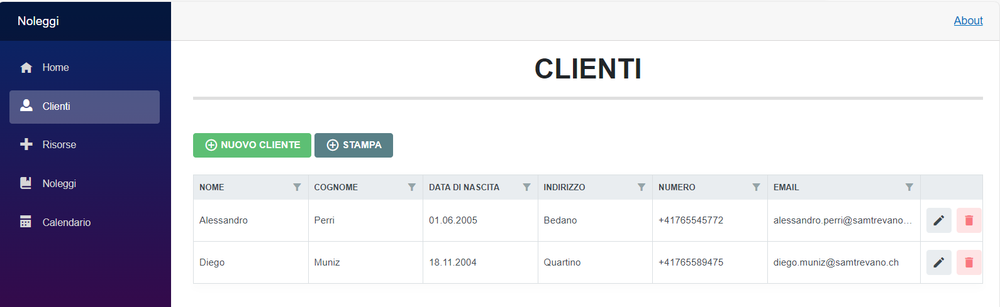 Noleggi
About
Home
Clienti
Risorse
Noleggi
Calendario
CLIENTI
NUOVO CLIENTE STAMPA
NOME COGNOME DATA DI NASCITA INDIRIZZO NUMERO EMAIL
Alessandro Perri 01.06.2005 Bedano +41765545772 alessandro.perri@samtrevano...
Diego Muniz 18.11.2004 Quartino +41765589475 diego.muniz@samtrevano.ch